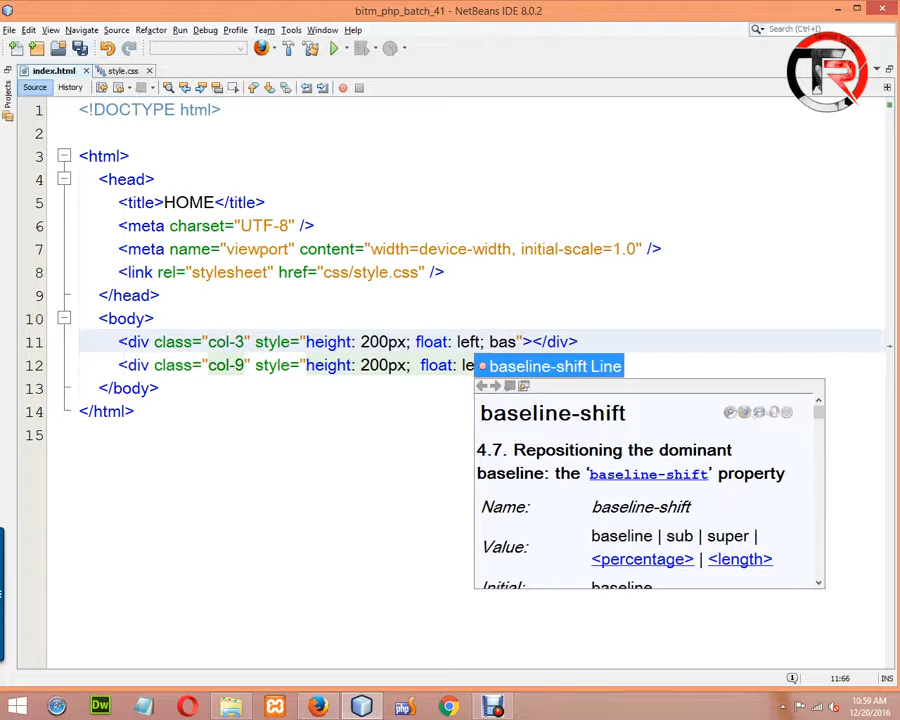 bitm_php_batch_41 - NetBeans IDE 8.0.2
File Edit View Navigate Source Refactor Run Debug Profile Team Tools Window Help
Search (Ctrl+I)
index.html style.css
Source History
Projects
TR
1 <!DOCTYPE html>
2
3 <html>
4 <head>
5 <title>HOME</title>
6 <meta charset="UTF-8" />
7 <meta name="viewport" content="width=device-width, initial-scale=1.0" />
8 <link rel="stylesheet" href="css/style.css" />
9 </head>
10 <body>
11 <div class="col-3" style="height: 200px; float: left; bas"></div>
12 <div class="col-9" style="height: 200px;  float: le
13 </body>
14 </html>
15
baseline-shift Line
baseline-shift
4.7. Repositioning the dominant
baseline: the ‘baseline-shift’ property
Name: baseline-shift
Value: baseline | sub | super |
<percentage> | <length>
Initial: baseline
11:66 INS
Dw
php
10:59 AM
12/20/2016